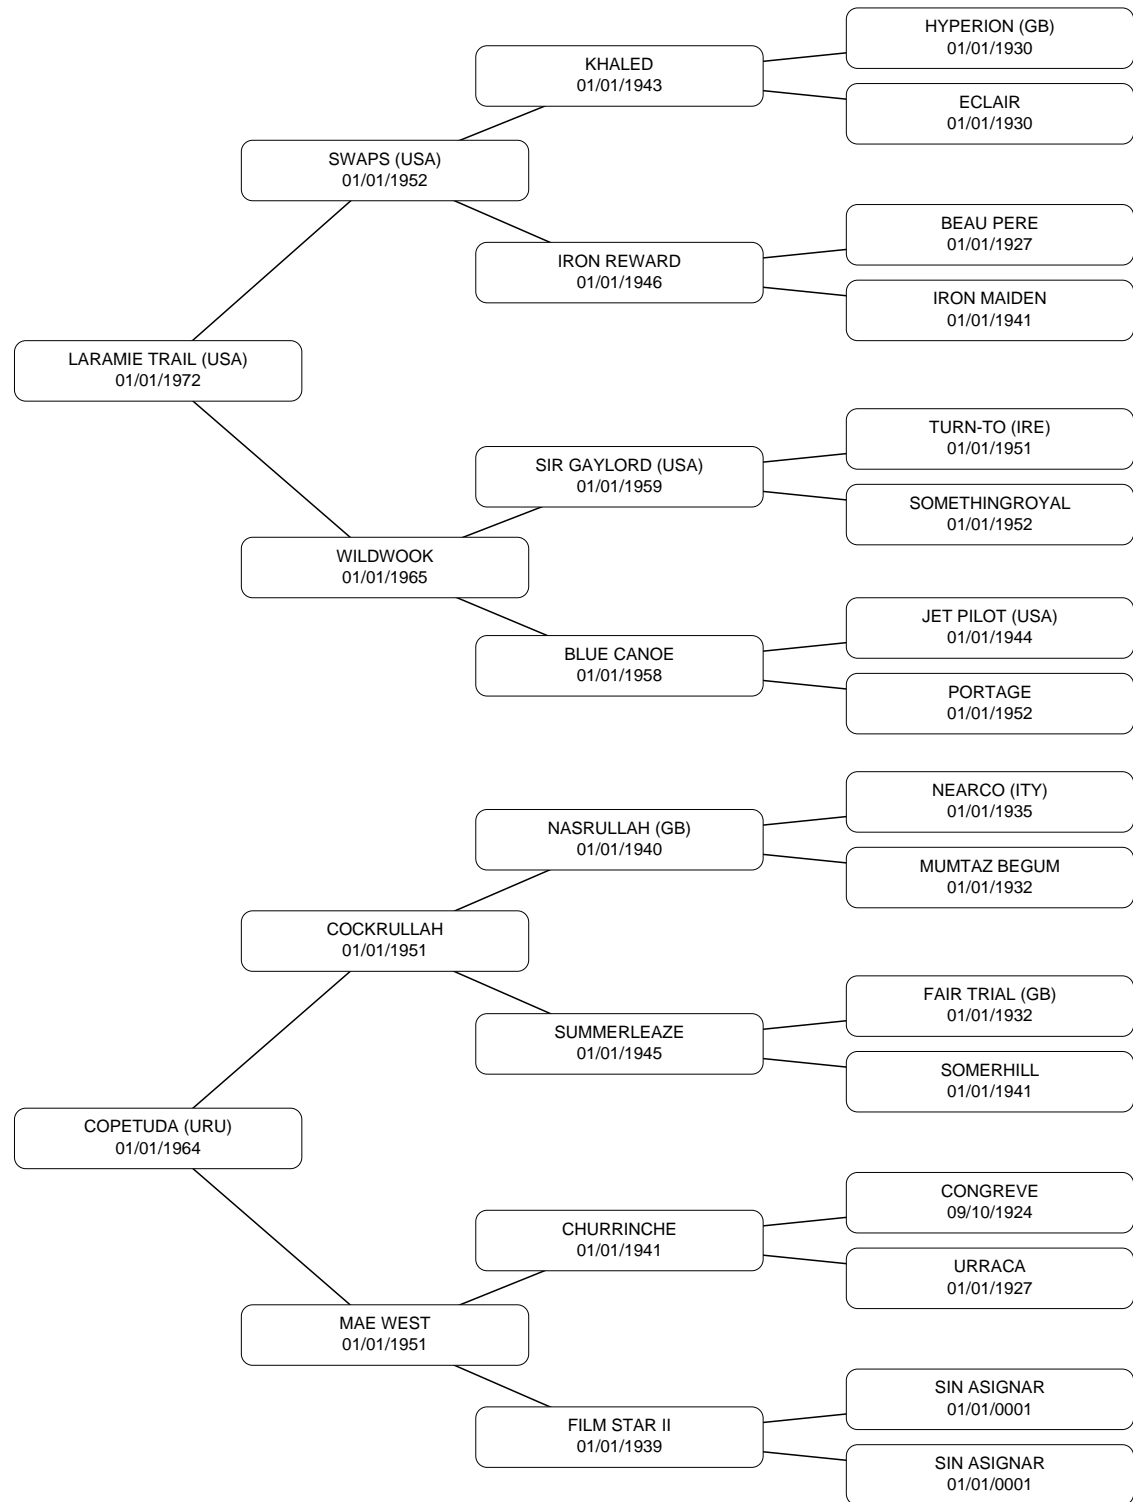 HYPERION (GB)
01/01/1930
KHALED
01/01/1943
ECLAIR
01/01/1930
SWAPS (USA)
01/01/1952
BEAU PERE
01/01/1927
IRON REWARD
01/01/1946
IRON MAIDEN
01/01/1941
LARAMIE TRAIL (USA)
01/01/1972
TURN-TO (IRE)
01/01/1951
SIR GAYLORD (USA)
01/01/1959
SOMETHINGROYAL
01/01/1952
WILDWOOK
01/01/1965
JET PILOT (USA)
01/01/1944
BLUE CANOE
01/01/1958
PORTAGE
01/01/1952
NEARCO (ITY)
01/01/1935
NASRULLAH (GB)
01/01/1940
MUMTAZ BEGUM
01/01/1932
COCKRULLAH
01/01/1951
FAIR TRIAL (GB)
01/01/1932
SUMMERLEAZE
01/01/1945
SOMERHILL
01/01/1941
COPETUDA (URU)
01/01/1964
CONGREVE
09/10/1924
CHURRINCHE
01/01/1941
URRACA
01/01/1927
MAE WEST
01/01/1951
SIN ASIGNAR
01/01/0001
FILM STAR II
01/01/1939
SIN ASIGNAR
01/01/0001